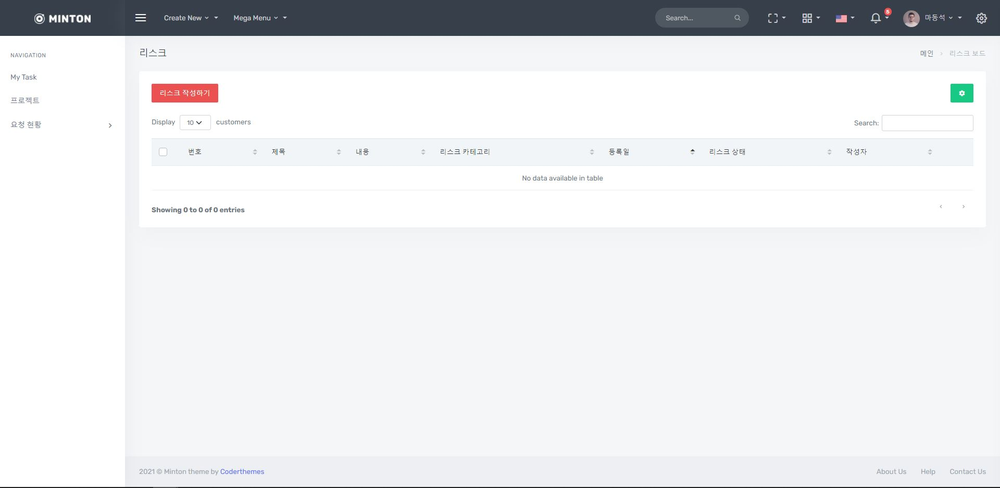 MINTON
Create New
Mega Menu
Search...
5
마동석
NAVIGATION
My Task
프로젝트
요청 현황
리스크
메인 › 리스크 보드
리스크 작성하기
Display 10 customers
Search:
번호 제목 내용 리스크 카테고리 등록일 리스크 상태 작성자
No data available in table
Showing 0 to 0 of 0 entries
2021 © Minton theme by Coderthemes
About Us Help Contact Us